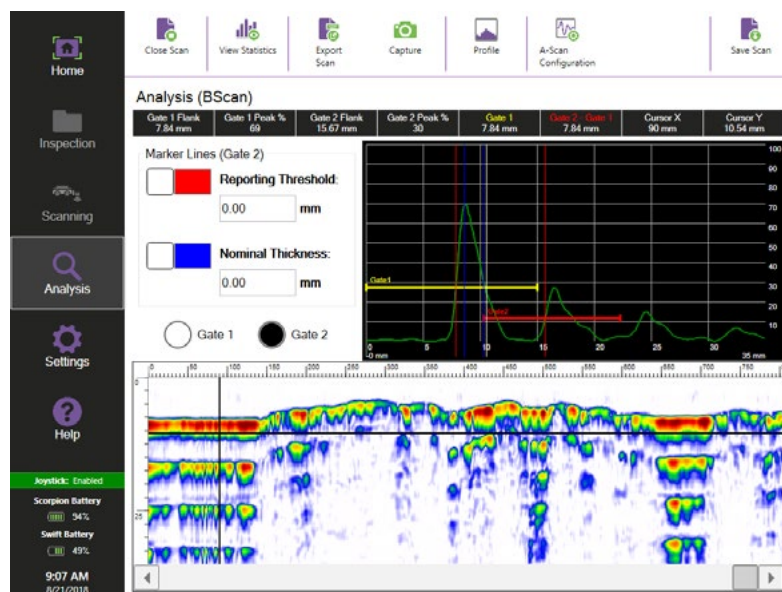 Home
Inspection
Scanning
Analysis
Settings
Help
Joystick: Enabled
Scorpion Battery
94%
Swift Battery
49%
9:07 AM
8/21/2018
Close Scan
View Statistics
Export
Scan
Capture
Profile
A-Scan
Configuration
Save Scan
Analysis (BScan)
Gate 1 Flank Gate 1 Peak % Gate 2 Flank Gate 2 Peak % Gate 1 Gate 2 - Gate 1 Cursor X Cursor Y
7.84 mm 69 15.67 mm 30 7.84 mm 7.84 mm 90 mm 10.54 mm
Marker Lines (Gate 2)
Reporting Threshold:
0.00 mm
Nominal Thickness:
0.00 mm
Gate 1 Gate 2
100
90
80
70
60
50
40
30
20
10
Gate1
Gate2
-0 mm 5 10 15 20 25 30 35 mm
0 50 100 150 200 250 300 350 400 450 500 550 600 650 700 750
0
25